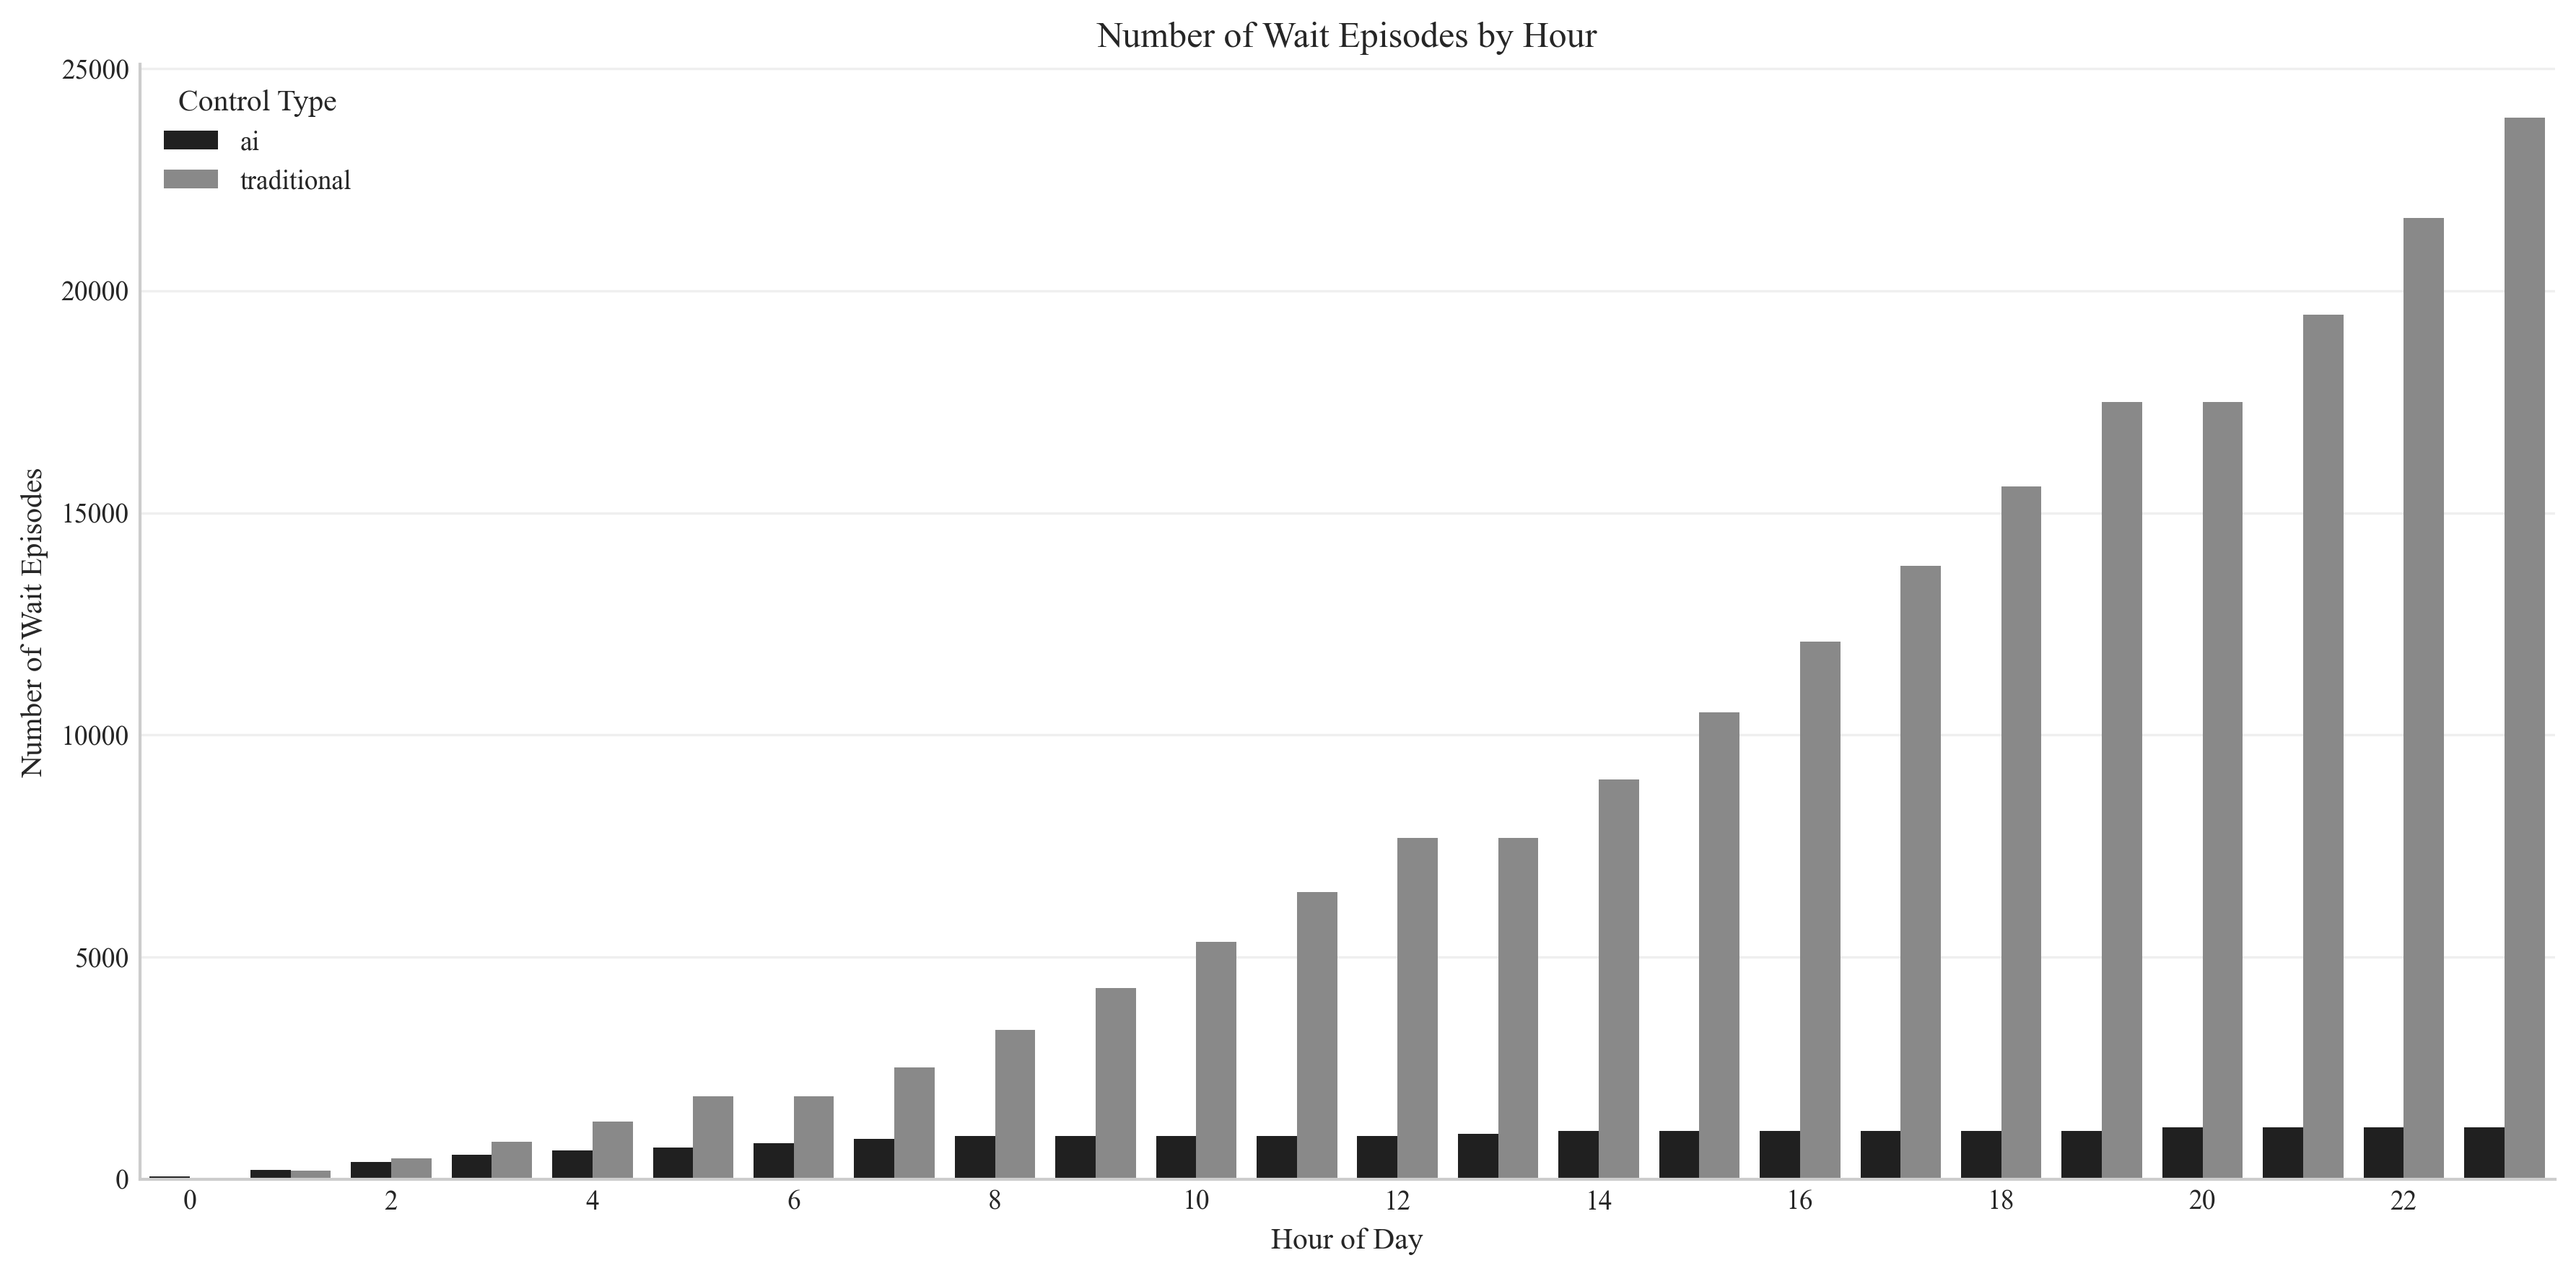 Number of Wait Episodes by Hour
25000
Control Type
ai
traditional
20000
15000
10000
5000
0
Number of Wait Episodes
0 2 4 6 8 10 12 14 16 18 20 22
Hour of Day